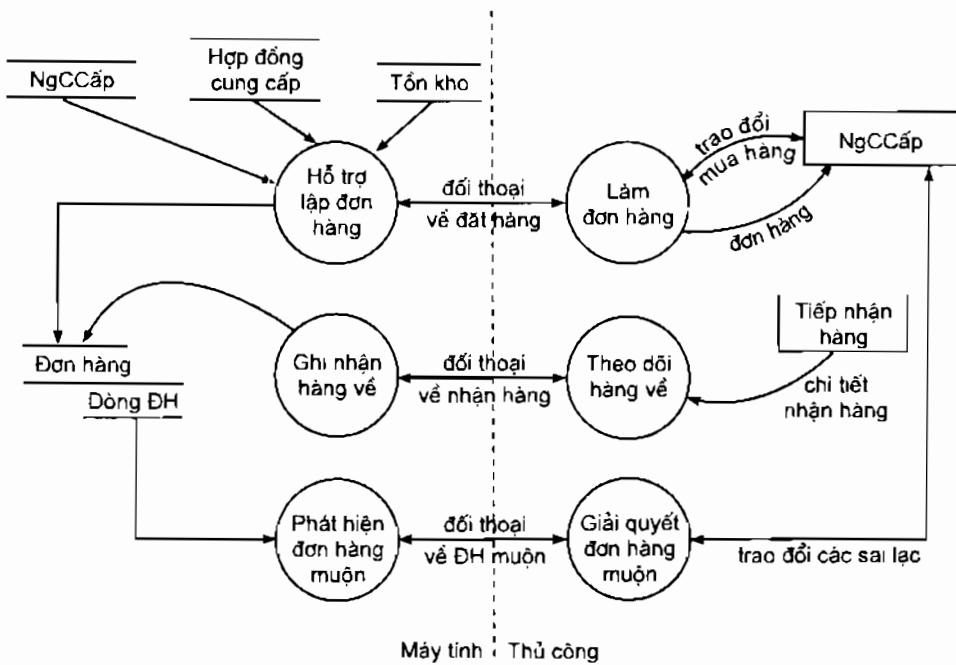 NgCCấp
Hợp đồng
cung cấp
Tồn kho
NgCCấp
trao đổi
mua hàng
Hỗ trợ
lập đơn
hàng
đối thoại
về đăt hàng
Làm
đơn hàng
đơn hàng
Tiếp nhận
hàng
Đơn hàng
Dòng ĐH
Ghi nhận
hàng về
đối thoại
về nhận hàng
Theo dõi
hàng về
chi tiết
nhận hàng
Phát hiện
đơn hàng
muộn
đối thoại
về ĐH muộn
Giải quyết
đơn hàng
muộn
trao đổi các sai lạc
Máy tính
Thủ công